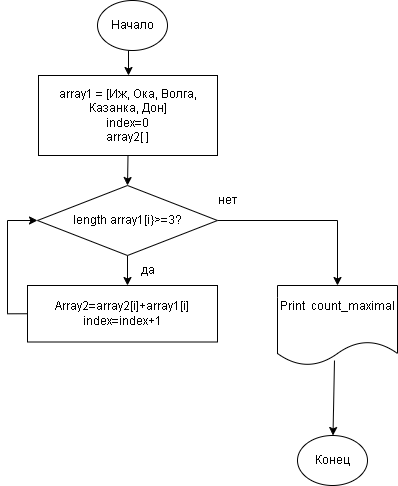 Начало
array1 = [Иж, Ока, Волга,
Казанка, Дон]
index=0
array2[ ]
length array1[i}>=3?
нет
да
Array2=array2[i]+array1[i]
index=index+1
Print count_maximal
Конец